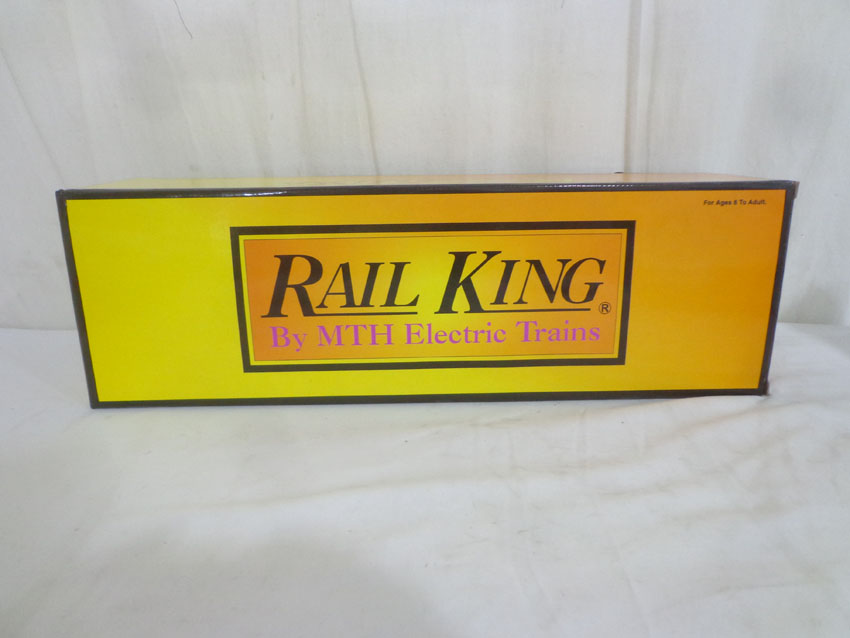 For Ages 8 To Adult.
RAIL KING®
By MTH Electric Trains